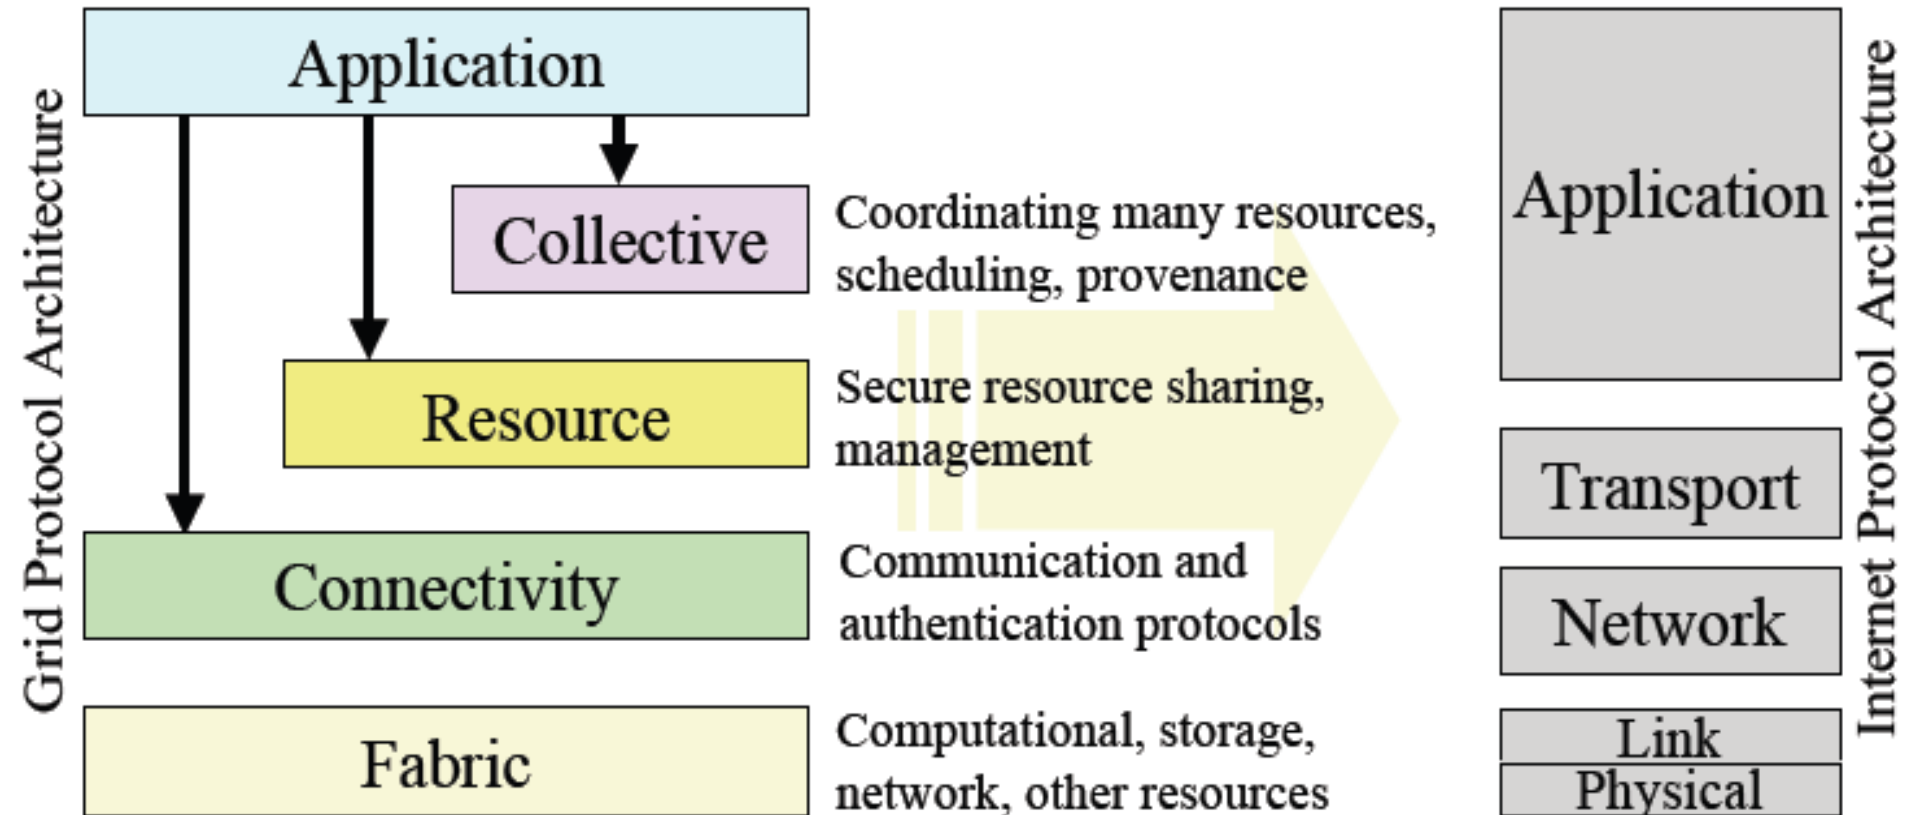 Grid Protocol Architecture
Application
Collective
Coordinating many resources,
scheduling, provenance
Resource
Secure resource sharing,
management
Connectivity
Communication and
authentication protocols
Fabric
Computational, storage,
network, other resources
Application
Transport
Network
Link
Physical
Internet Protocol Architecture